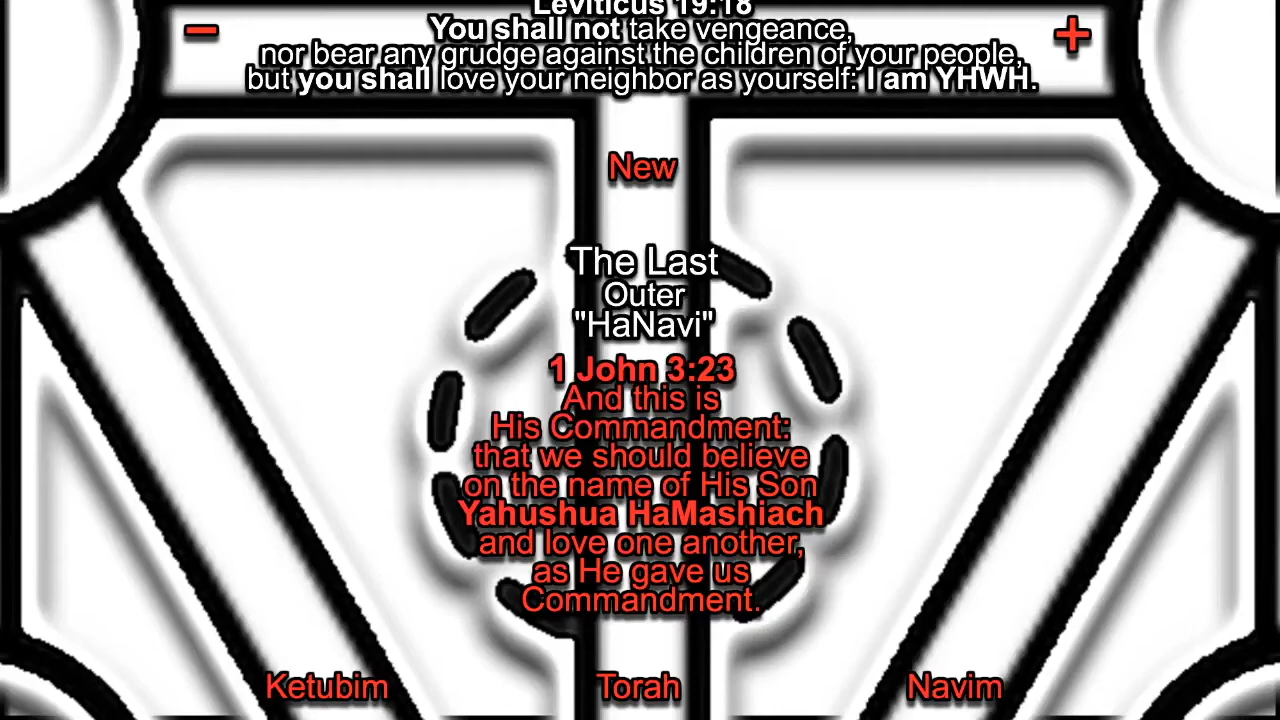 Leviticus 19:18
− You shall not take vengeance, +
nor bear any grudge against the children of your people,
but you shall love your neighbor as yourself: I am YHWH.
New
The Last
Outer
"HaNavi"
1 John 3:23
And this is
His Commandment:
that we should believe
on the name of His Son
Yahushua HaMashiach
and love one another,
as He gave us
Commandment.
Ketubim Torah Navim